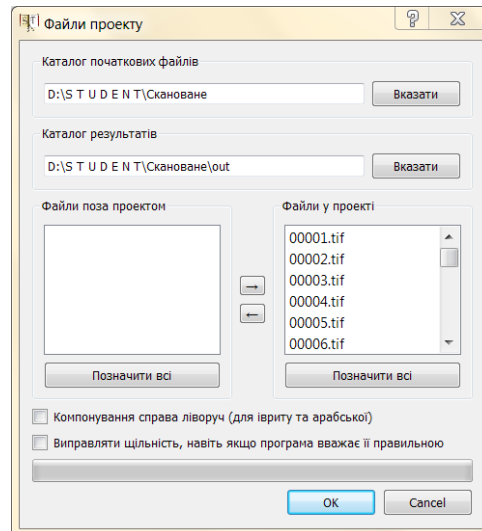 Файли проекту
Каталог початкових файлів
D:\S T U D E N T\Скановане
Вказати
Каталог результатів
D:\S T U D E N T\Скановане\out
Вказати
Файли поза проектом
Позначити всі
→
←
Файли у проекті
00001.tif
00002.tif
00003.tif
00004.tif
00005.tif
00006.tif
Позначити всі
Компонування справа ліворуч (для івриту та арабської)
Виправляти щільність, навіть якщо програма вважає її правильною
OK
Cancel